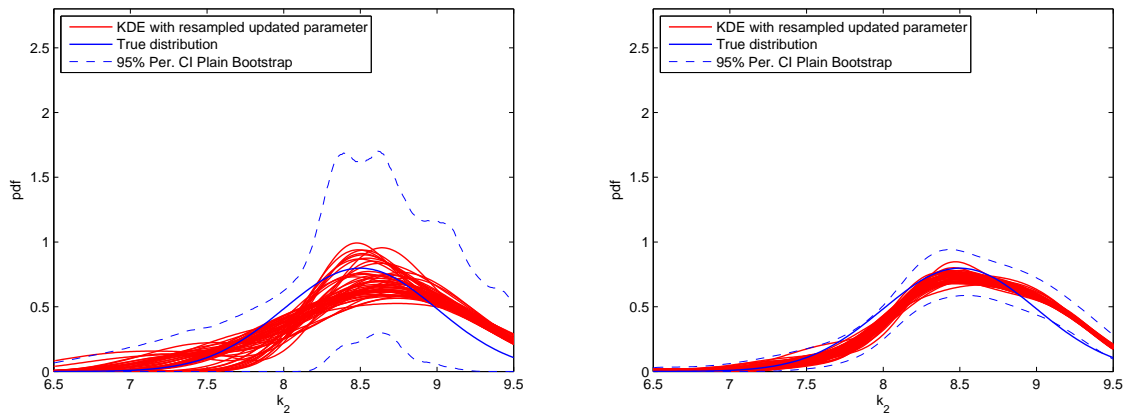 KDE with resampled updated parameter
True distribution
95% Per. CI Plain Bootstrap
2.5
2
1.5
1
0.5
0
pdf
6.5 7 7.5 8 8.5 9 9.5
k_2
KDE with resampled updated parameter
True distribution
95% Per. CI Plain Bootstrap
2.5
2
1.5
1
0.5
0
pdf
6.5 7 7.5 8 8.5 9 9.5
k_2